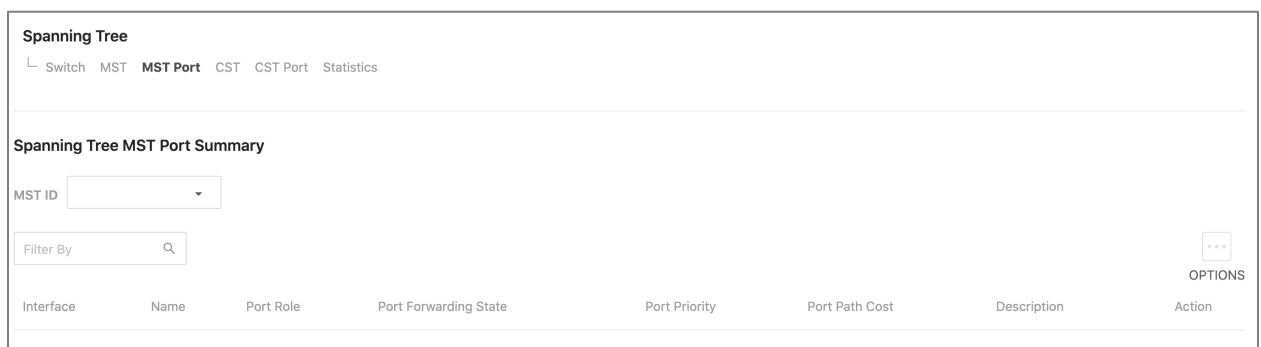 Spanning Tree
Switch MST MST Port CST CST Port Statistics
Spanning Tree MST Port Summary
MST ID
Filter By
OPTIONS
Interface Name Port Role Port Forwarding State Port Priority Port Path Cost Description Action